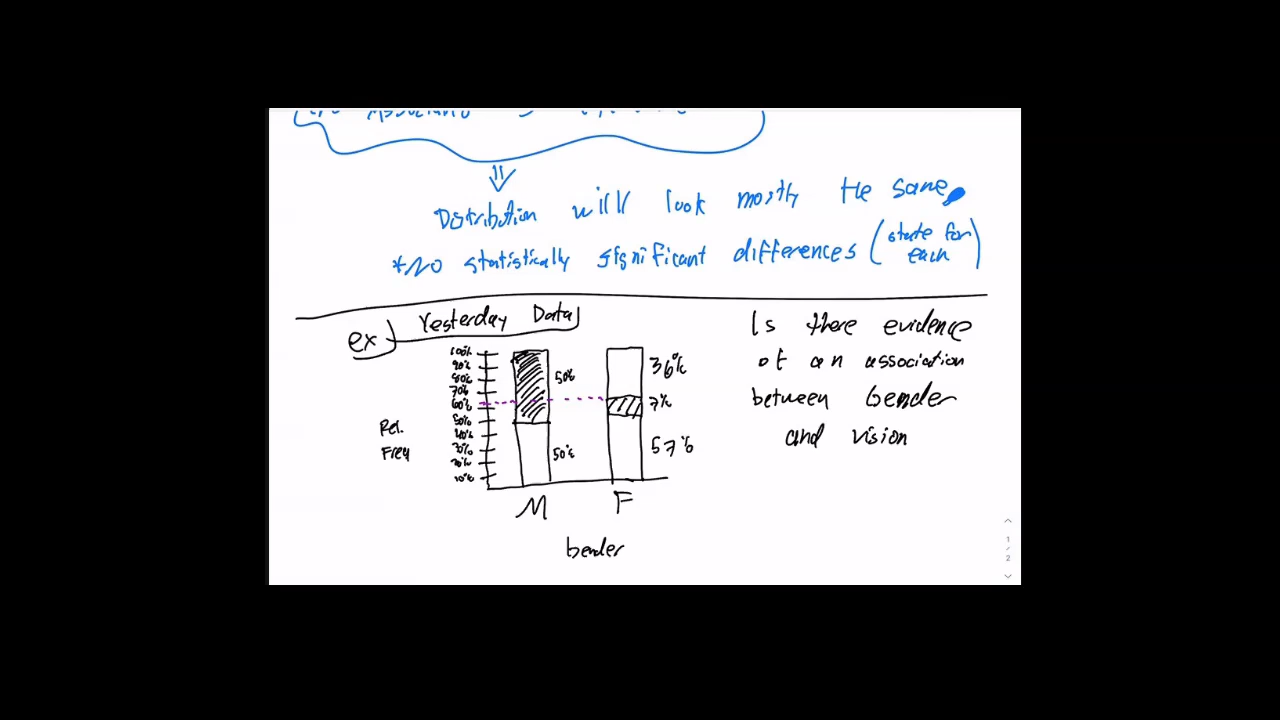 Distribution will look mostly the same.
*No statistically significant differences (state for each)
ex Yesterday Data
Is there evidence
of an association
between Gender
and vision
100%
90%
80%
70%
60%
50%
40%
30%
20%
10%
Rel.
Freq
50%
50%
36%
7%
57%
M F
Gender
1
/
2